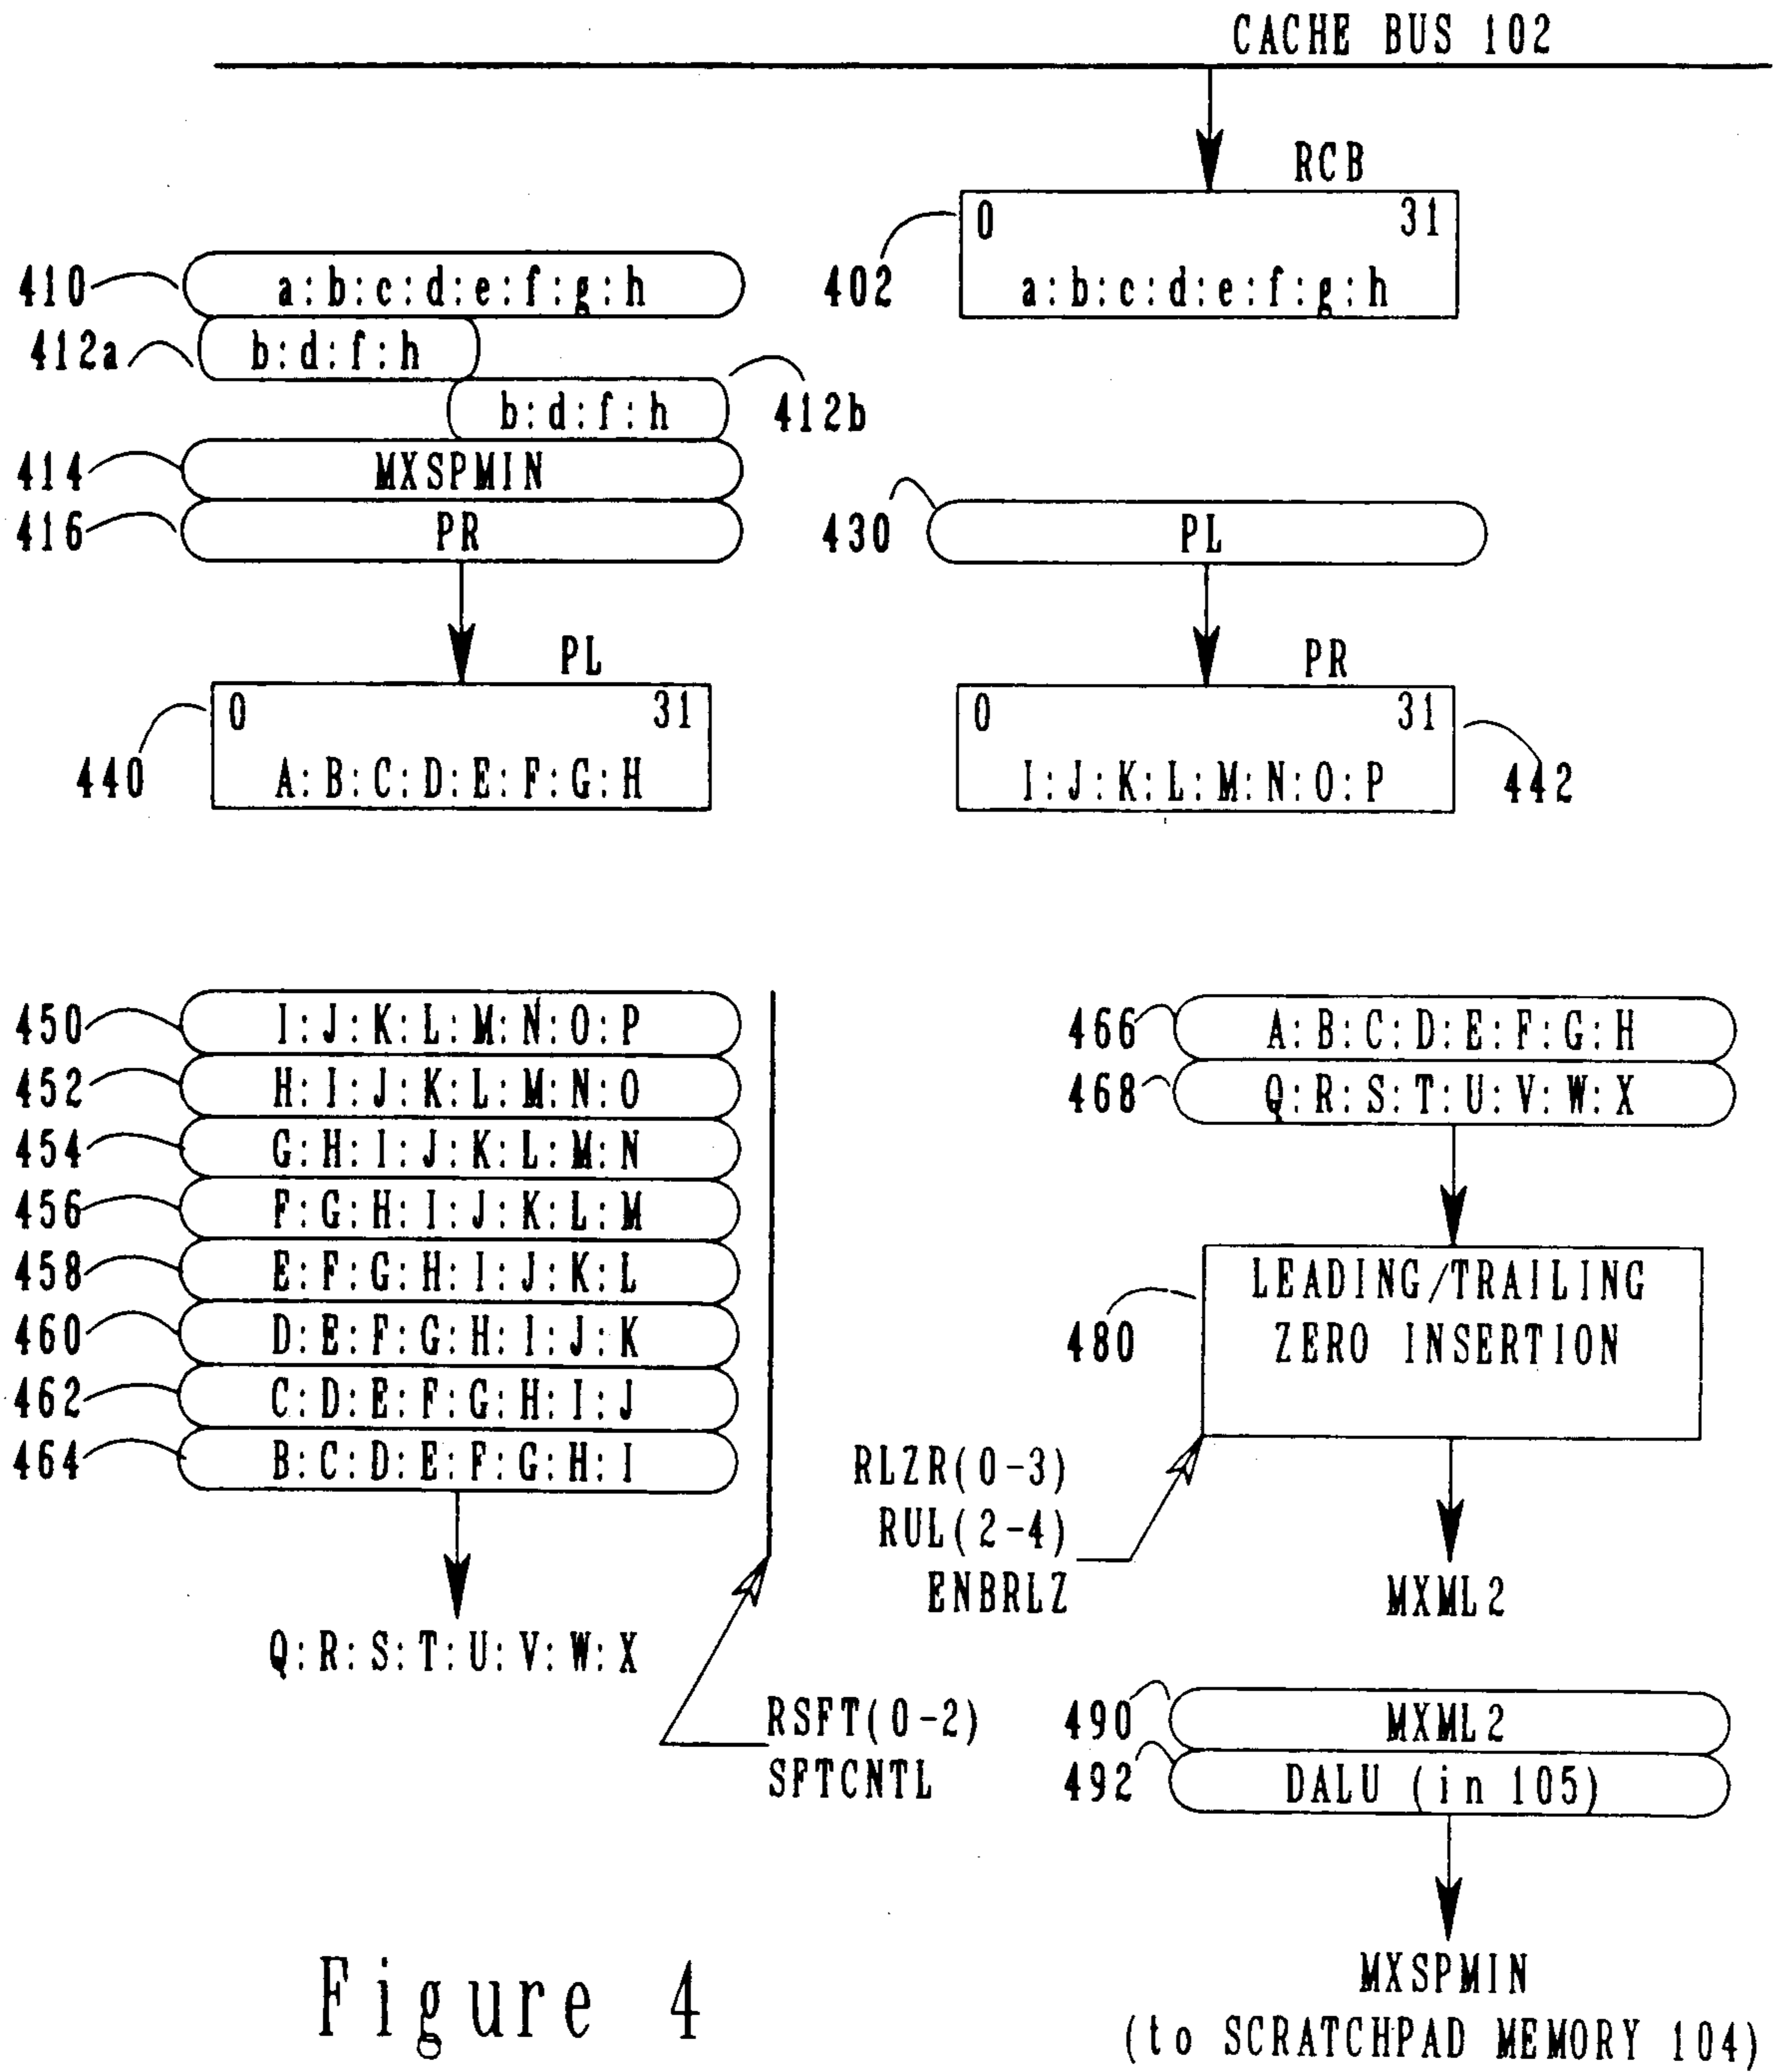 CACHE BUS 102
RCB
0 31
402
a:b:c:d:e:f:g:h
410
a:b:c:d:e:f:g:h
412a
b:d:f:h
b:d:f:h
412b
414
MXSPMIN
416
PR
430
PL
PL
0 31
440
A:B:C:D:E:F:G:H
PR
0 31
I:J:K:L:M:N:O:P
442
450
I:J:K:L:M:N:O:P
452
H:I:J:K:L:M:N:O
454
G:H:I:J:K:L:M:N
456
F:G:H:I:J:K:L:M
458
E:F:G:H:I:J:K:L
460
D:E:F:G:H:I:J:K
462
C:D:E:F:G:H:I:J
464
B:C:D:E:F:G:H:I
Q:R:S:T:U:V:W:X
RSFT(0-2)
SFTCNTL
466
A:B:C:D:E:F:G:H
468
Q:R:S:T:U:V:W:X
480
LEADING/TRAILING
ZERO INSERTION
RLZR(0-3)
RUL(2-4)
ENBRLZ
MXML2
490
MXML2
492
DALU (in 105)
MXSPMIN
(to SCRATCHPAD MEMORY 104)
Figure 4